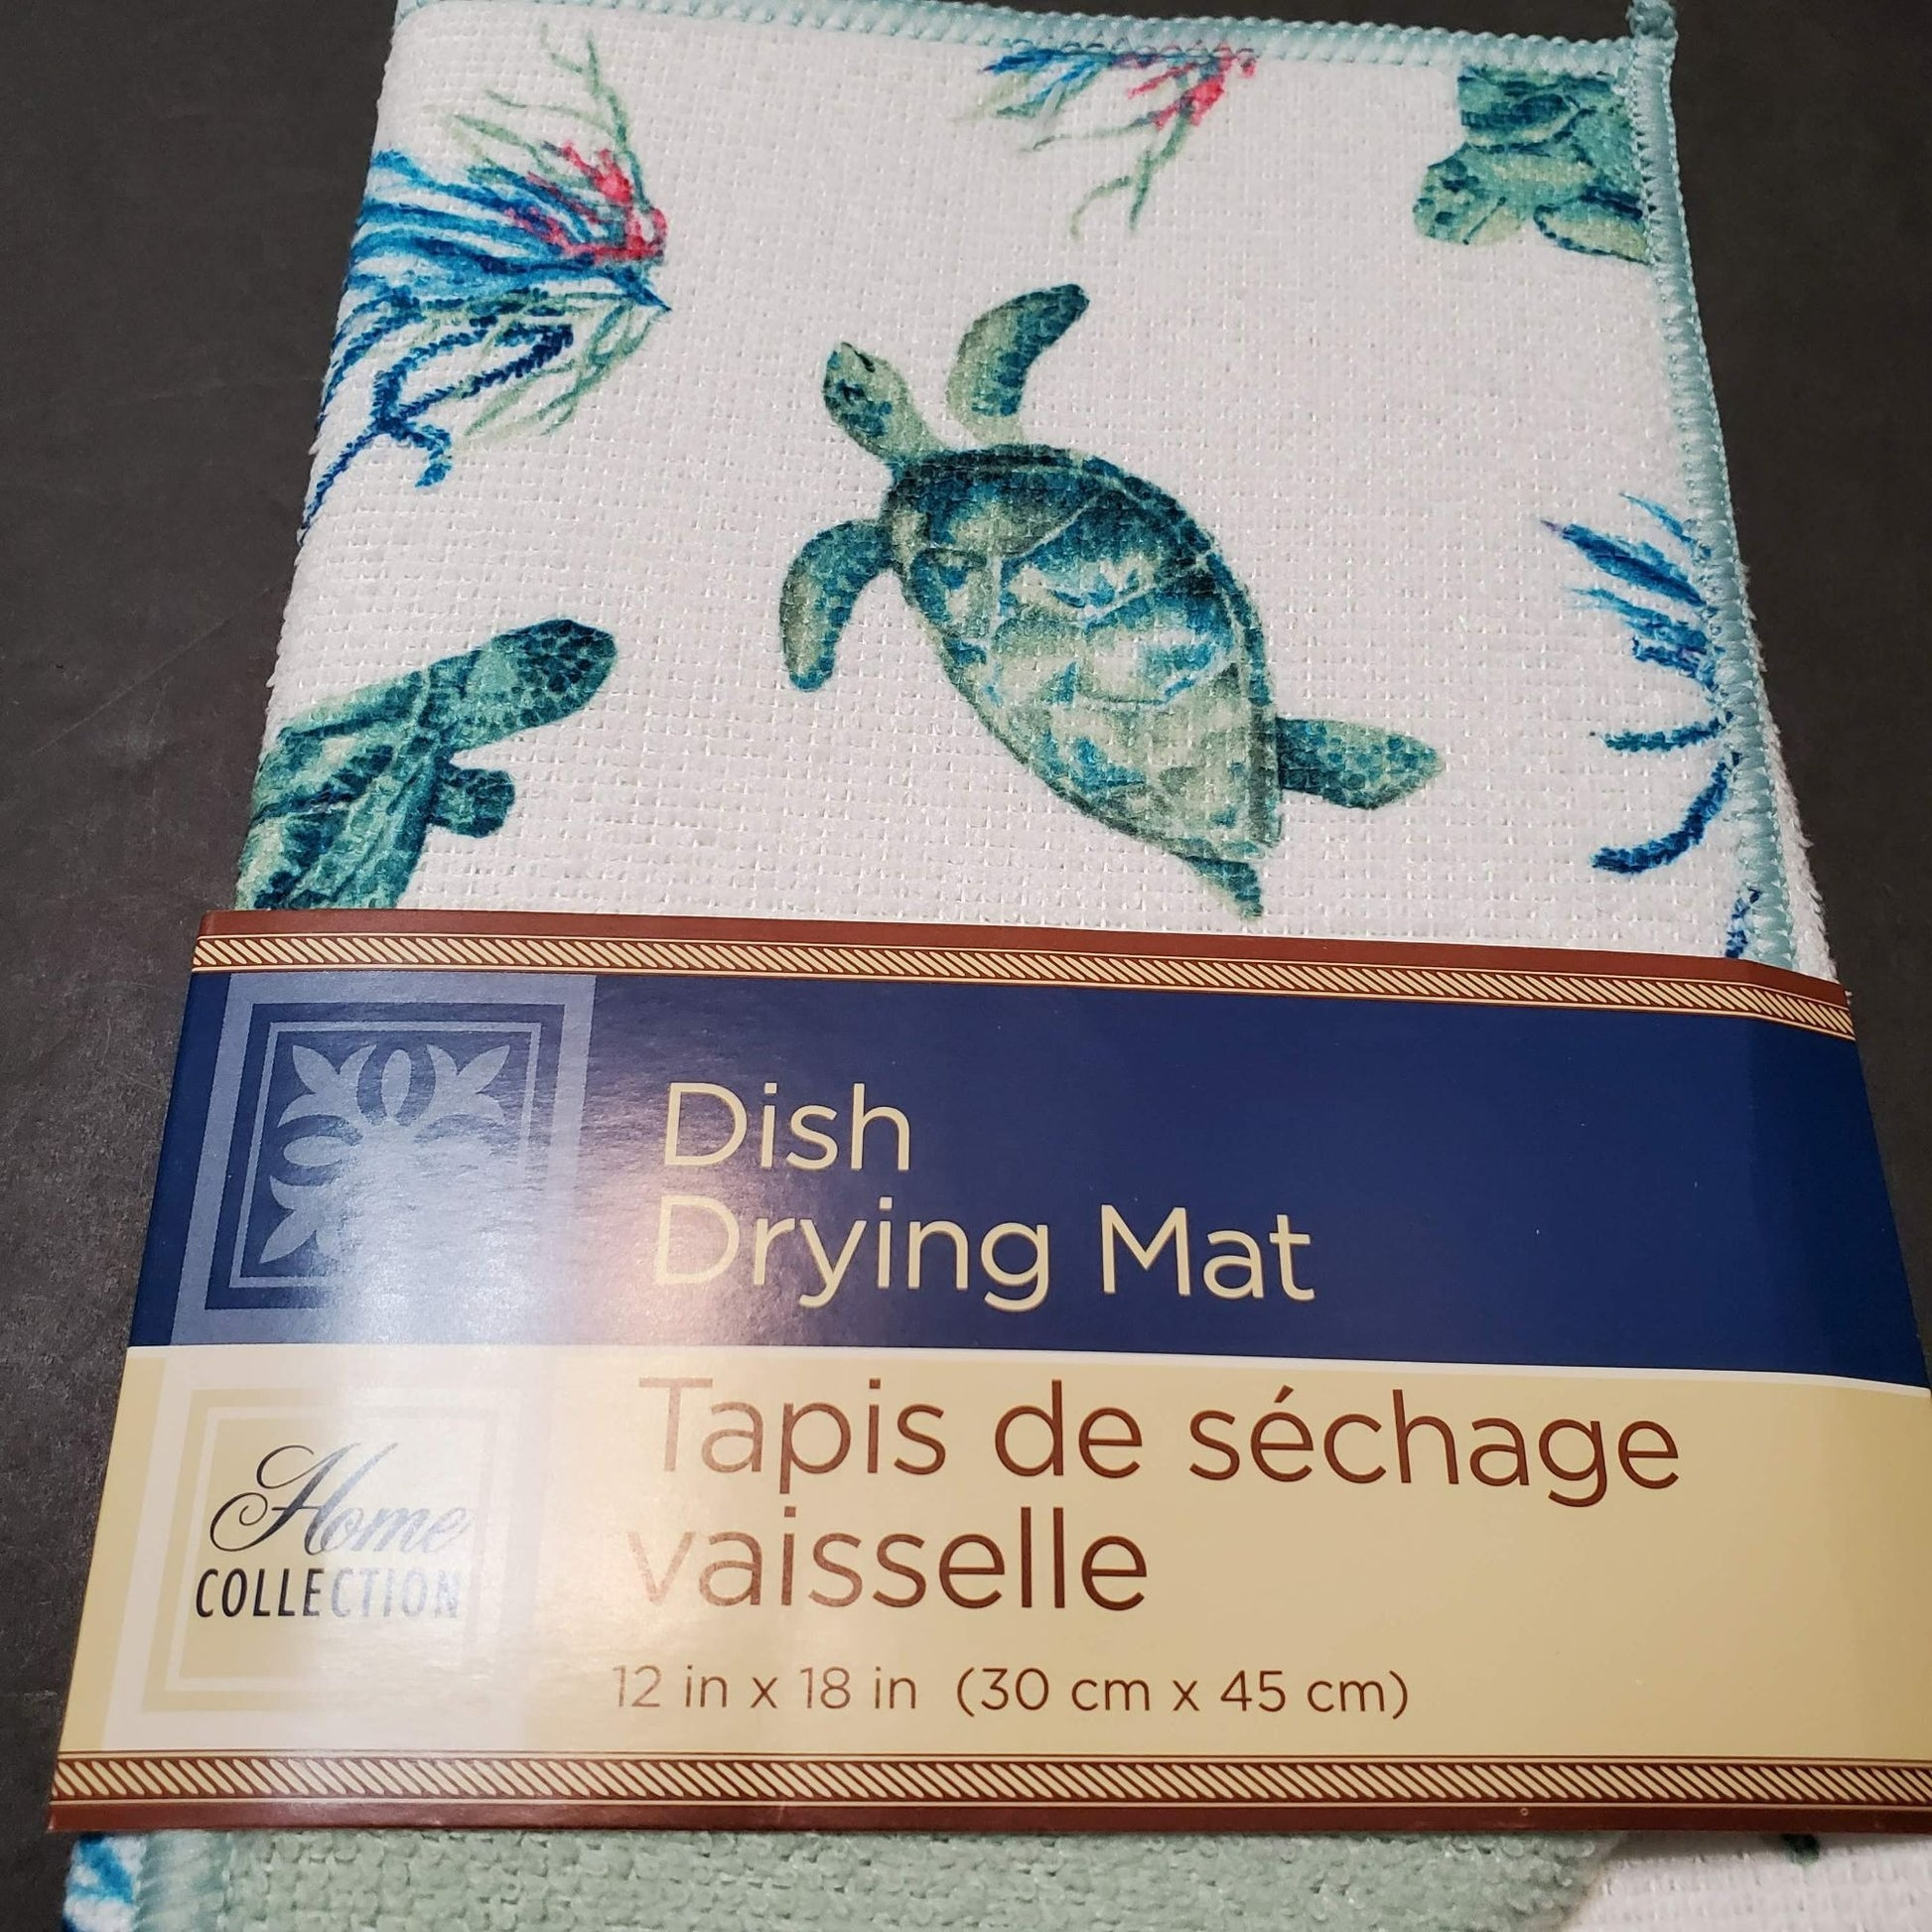 Dish
Drying Mat
Tapis de séchage
vaisselle
12 in x 18 in (30 cm x 45 cm)
Home
COLLECTION